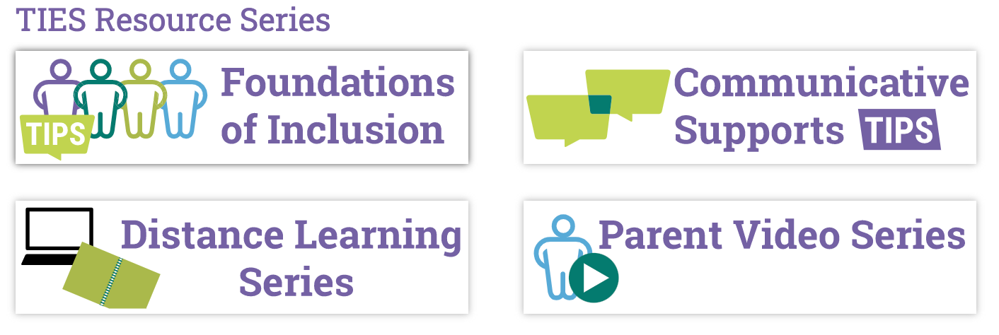 TIES Resource Series
Foundations
of Inclusion
TIPS
Communicative
Supports TIPS
Distance Learning
Series
Parent Video Series